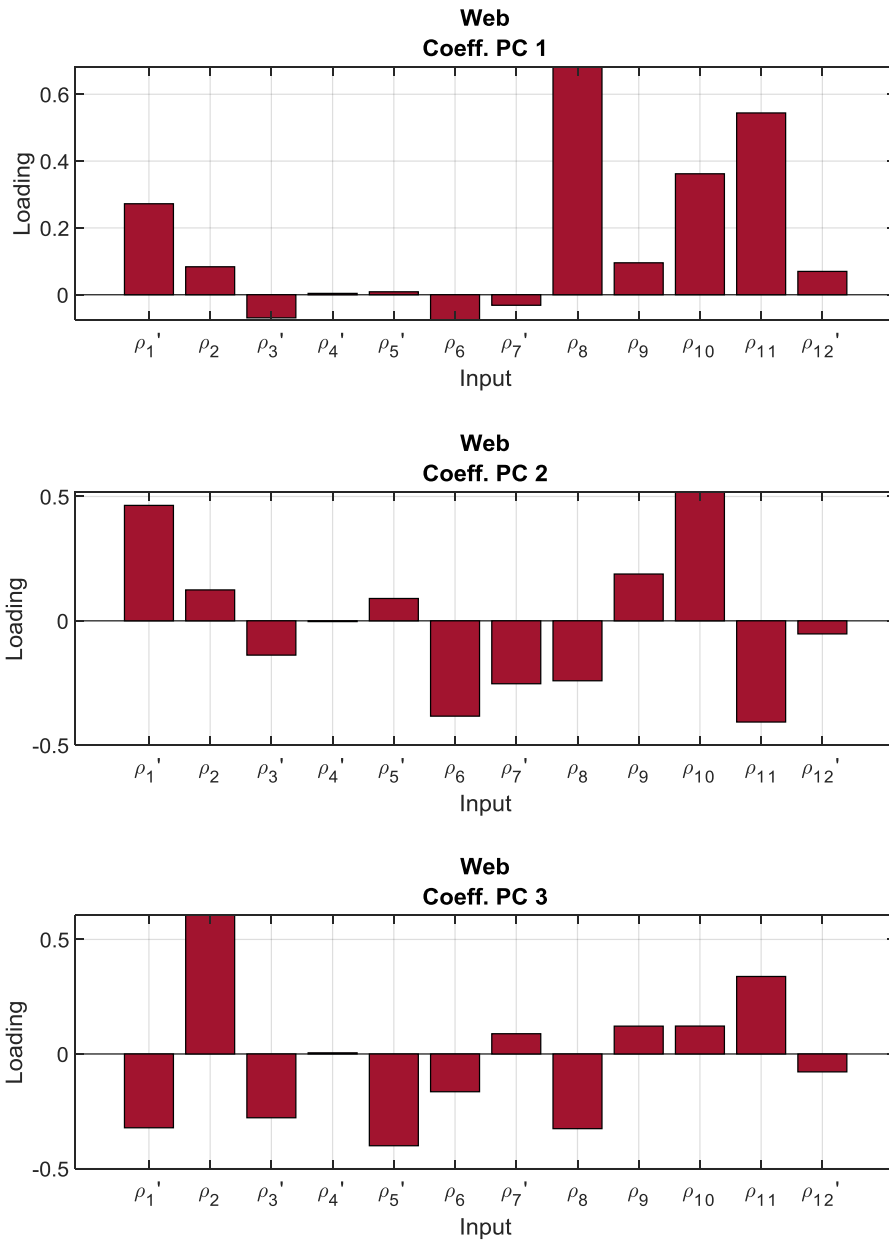 Web
Coeff. PC 1
0.6
0.4
0.2
0
Loading
ρ1' ρ2 ρ3' ρ4' ρ5' ρ6 ρ7' ρ8 ρ9 ρ10 ρ11 ρ12'
Input
Web
Coeff. PC 2
0.5
0
-0.5
Loading
ρ1' ρ2 ρ3' ρ4' ρ5' ρ6 ρ7' ρ8 ρ9 ρ10 ρ11 ρ12'
Input
Web
Coeff. PC 3
0.5
0
-0.5
Loading
ρ1' ρ2 ρ3' ρ4' ρ5' ρ6 ρ7' ρ8 ρ9 ρ10 ρ11 ρ12'
Input